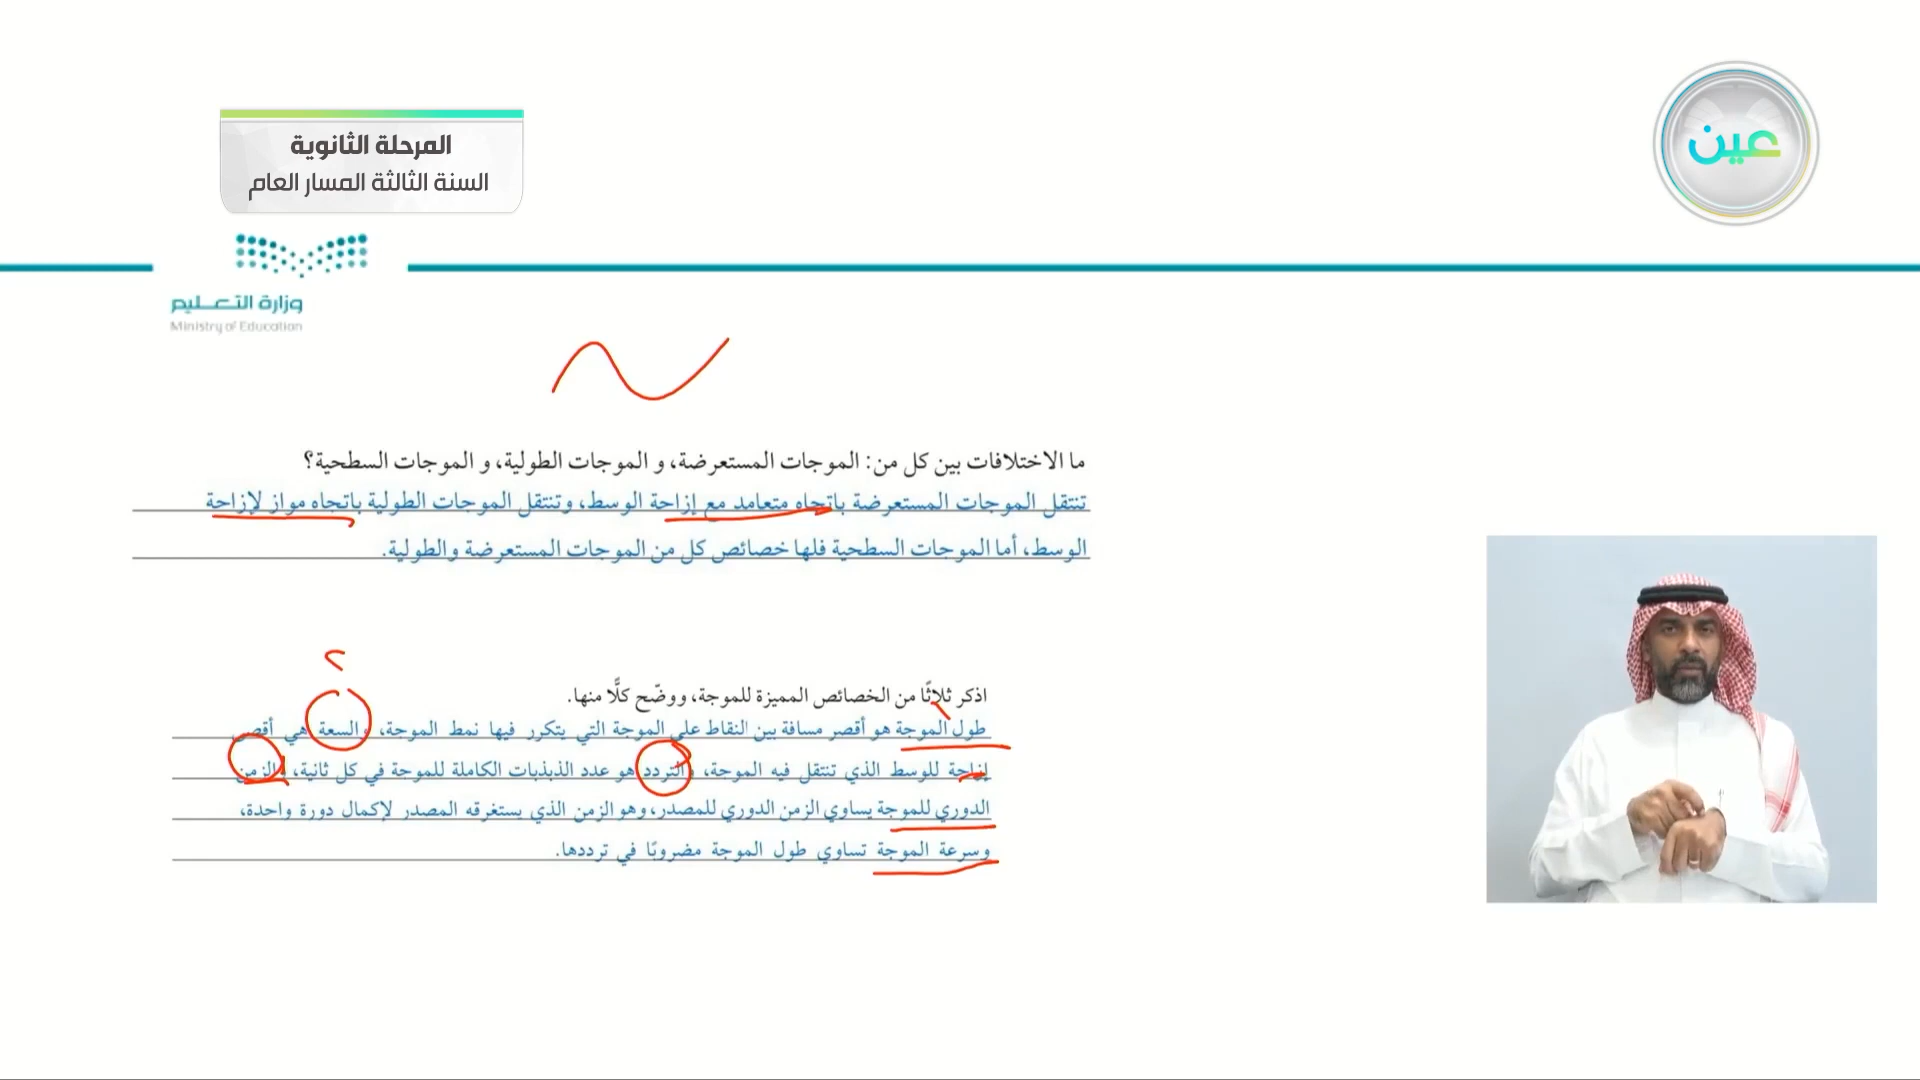 المرحلة الثانوية
السنة الثالثة المسار العام
عين
وزارة التعليم
Ministry of Education
ما الاختلافات بين كل من: الموجات المستعرضة، و الموجات الطولية، و الموجات السطحية؟
تنتقل الموجات المستعرضة باتجاه متعامد مع إزاحة الوسط، وتنتقل الموجات الطولية باتجاه مواز لإزاحة
الوسط، أما الموجات السطحية فلها خصائص كل من الموجات المستعرضة والطولية.
اذكر ثلاثًا من الخصائص المميزة للموجة، ووضّح كلًّا منها.
طول الموجة هو أقصر مسافة بين النقاط على الموجة التي يتكرر فيها نمط الموجة، والسعة هي أقصى
إزاحة للوسط الذي تنتقل فيه الموجة، والتردد هو عدد الذبذبات الكاملة للموجة في كل ثانية، والزمن
الدوري للموجة يساوي الزمن الدوري للمصدر، وهو الزمن الذي يستغرقه المصدر لإكمال دورة واحدة،
وسرعة الموجة تساوي طول الموجة مضروبًا في ترددها.